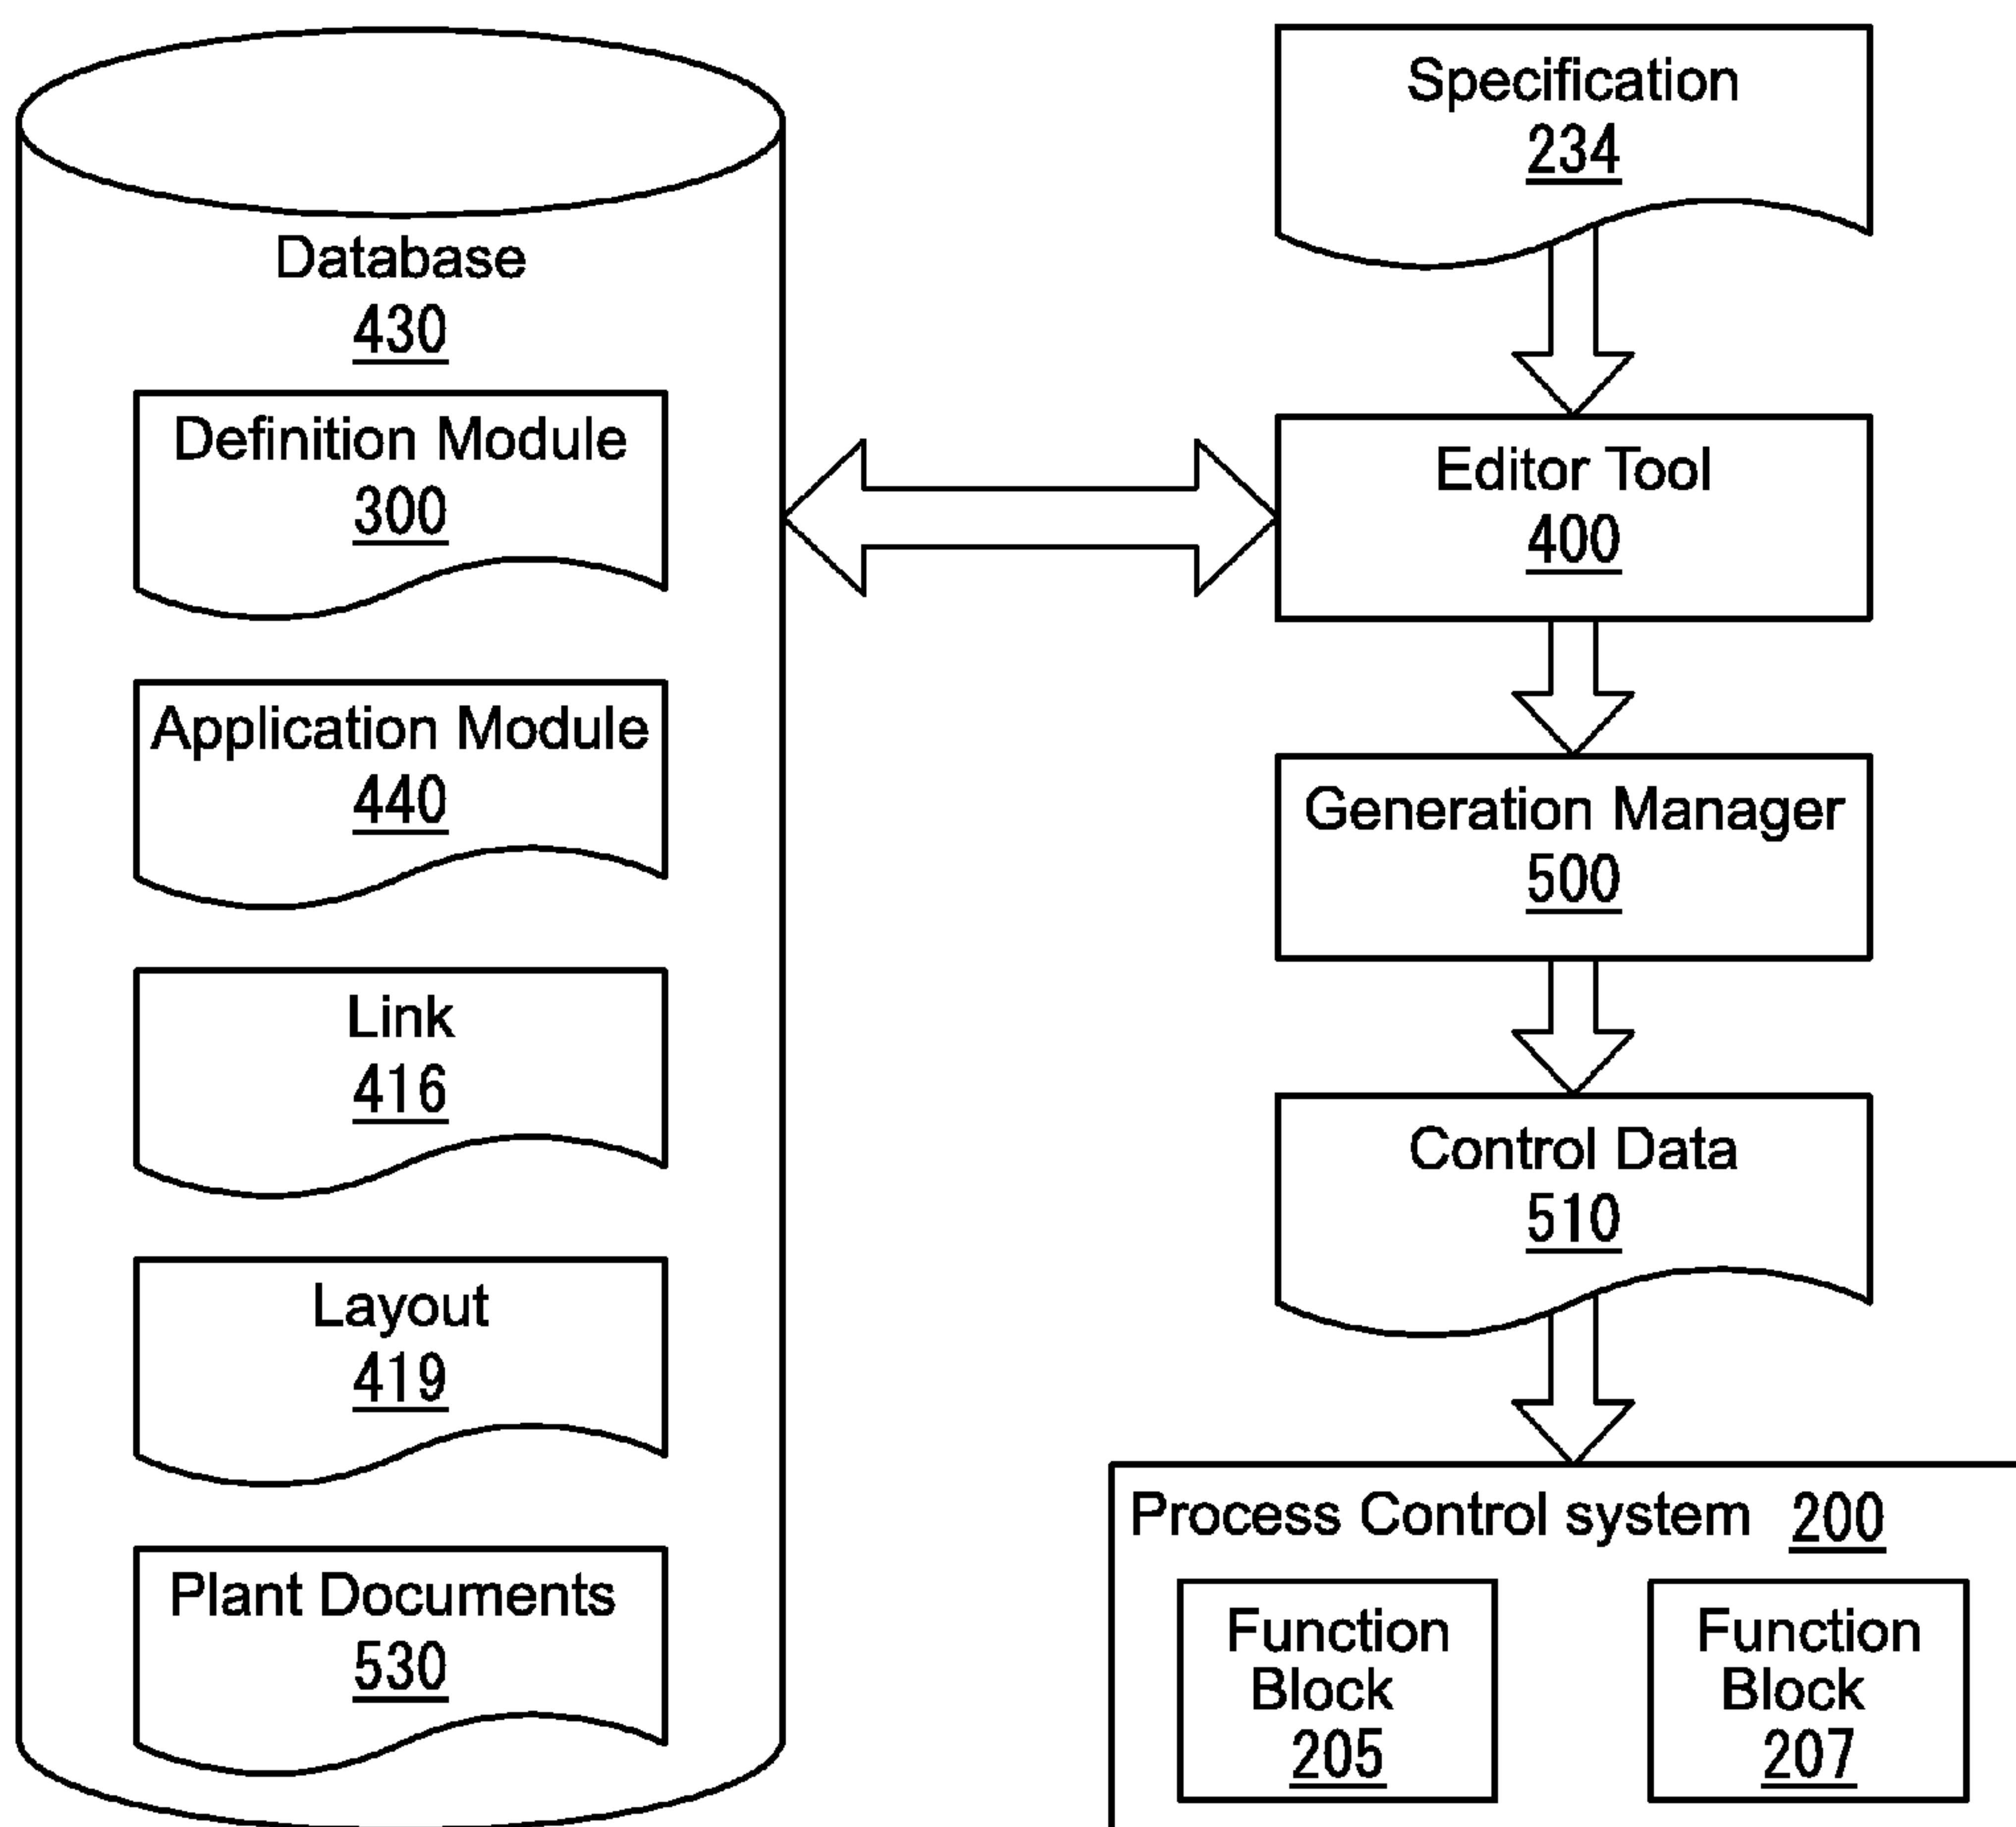 Database
430
Definition Module
300
Application Module
440
Link
416
Layout
419
Plant Documents
530
Specification
234
Editor Tool
400
Generation Manager
500
Control Data
510
Process Control system 200
Function
Block
205
Function
Block
207